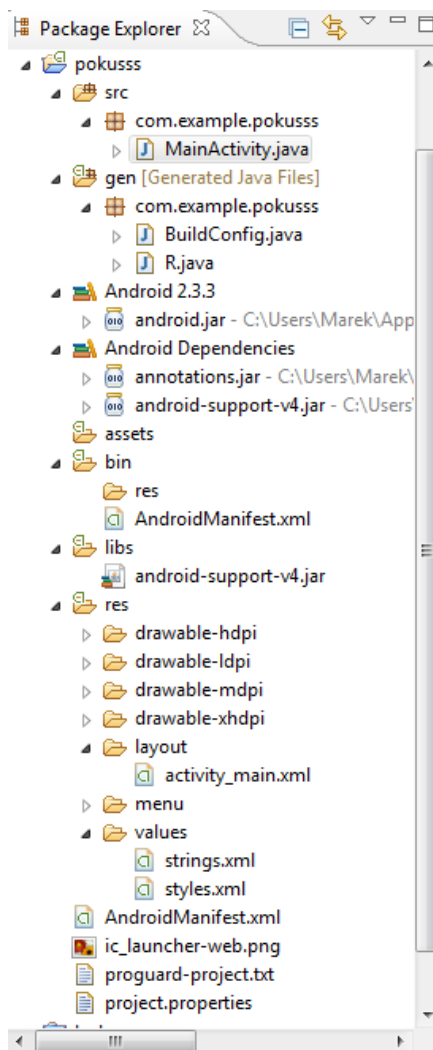 Package Explorer
pokusss
src
com.example.pokusss
MainActivity.java
gen [Generated Java Files]
com.example.pokusss
BuildConfig.java
R.java
Android 2.3.3
android.jar - C:\Users\Marek\App
Android Dependencies
annotations.jar - C:\Users\Marek\
android-support-v4.jar - C:\Users'
assets
bin
res
AndroidManifest.xml
libs
android-support-v4.jar
res
drawable-hdpi
drawable-ldpi
drawable-mdpi
drawable-xhdpi
layout
activity_main.xml
menu
values
strings.xml
styles.xml
AndroidManifest.xml
ic_launcher-web.png
proguard-project.txt
project.properties